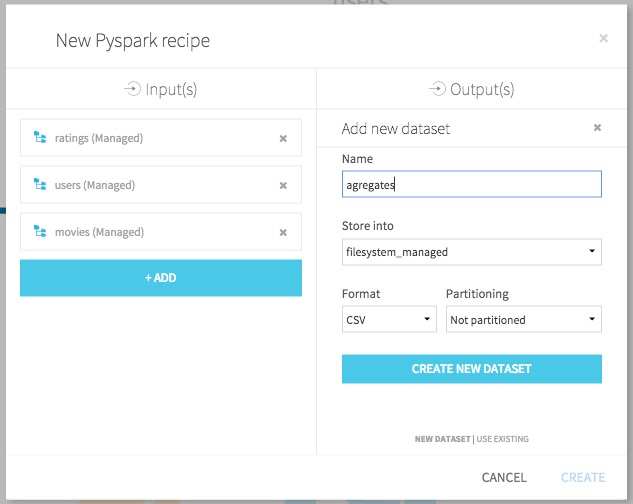 users
New Pyspark recipe
×
Input(s)
ratings (Managed)
×
users (Managed)
×
movies (Managed)
×
+ ADD
Output(s)
Add new dataset
×
Name
agregates
Store into
filesystem_managed
Format
Partitioning
CSV
Not partitioned
CREATE NEW DATASET
NEW DATASET | USE EXISTING
CANCEL
CREATE